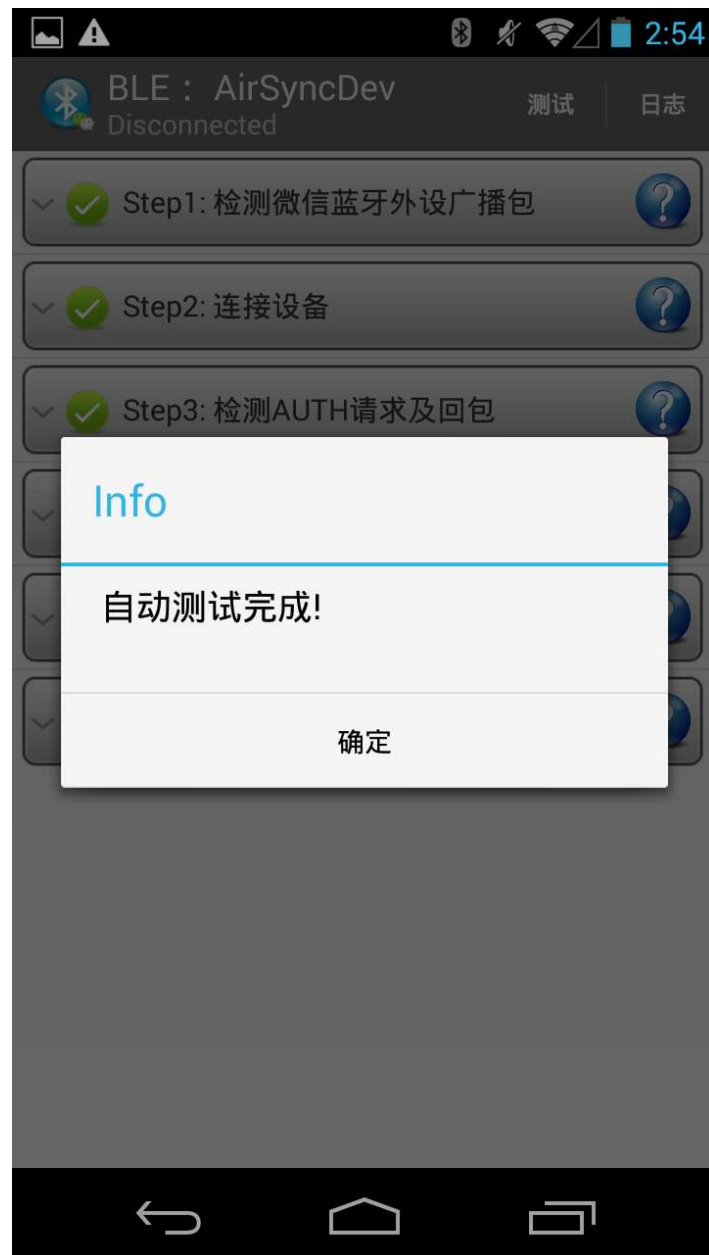 2:54
BLE： AirSyncDev
Disconnected
测试
日志
Step1: 检测微信蓝牙外设广播包
Step2: 连接设备
Step3: 检测AUTH请求及回包
Info
自动测试完成!
确定